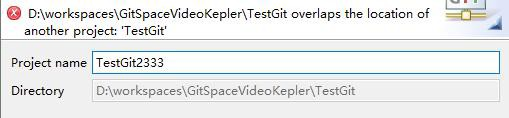 D:\workspaces\GitSpaceVideoKepler\TestGit overlaps the location of
another project: 'TestGit'
Project name TestGit2333
Directory D:\workspaces\GitSpaceVideoKepler\TestGit